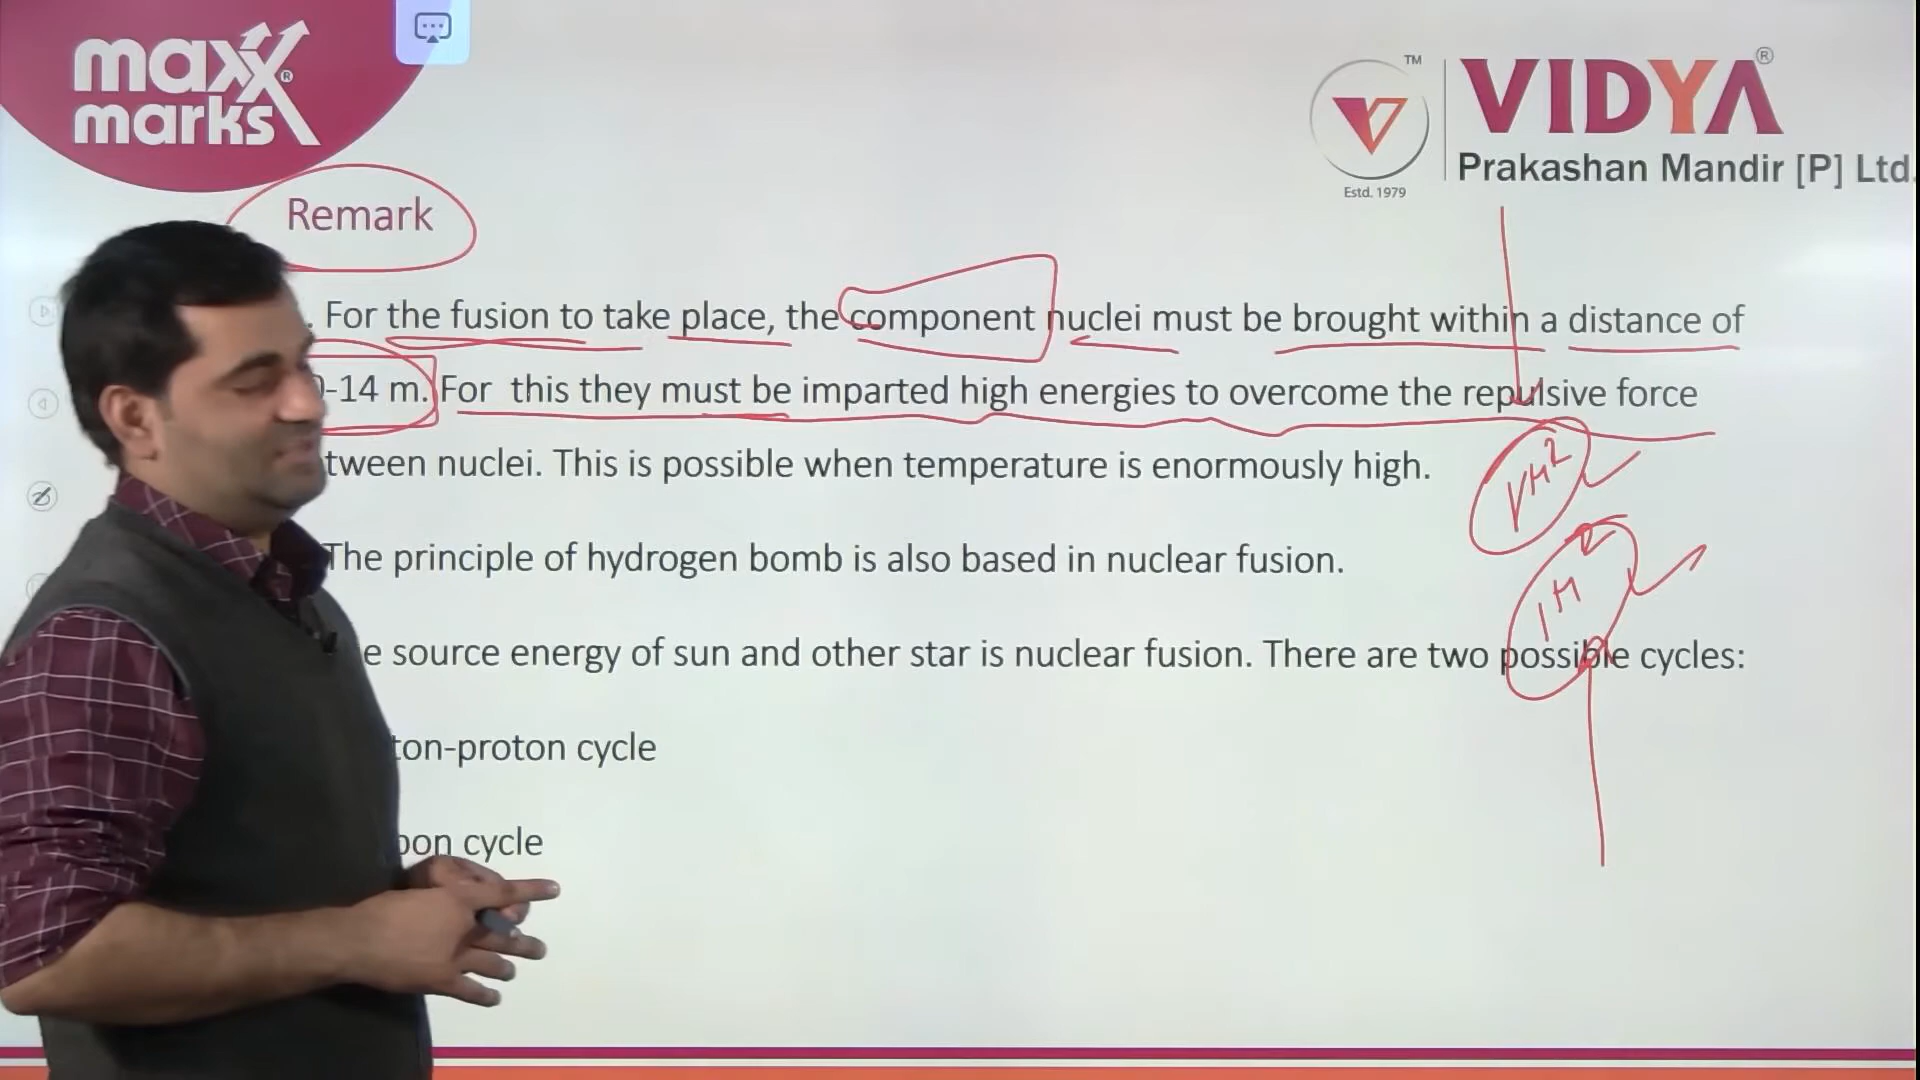 maxx
marks
®
TM
VIDYA®
Prakashan Mandir [P] Ltd.
Estd. 1979
Remark
. For the fusion to take place, the component nuclei must be brought within a distance of
-14 m. For this they must be imparted high energies to overcome the repulsive force
tween nuclei. This is possible when temperature is enormously high.
1H2
The principle of hydrogen bomb is also based in nuclear fusion.
1H
e source energy of sun and other star is nuclear fusion. There are two possible cycles:
ton-proton cycle
bon cycle